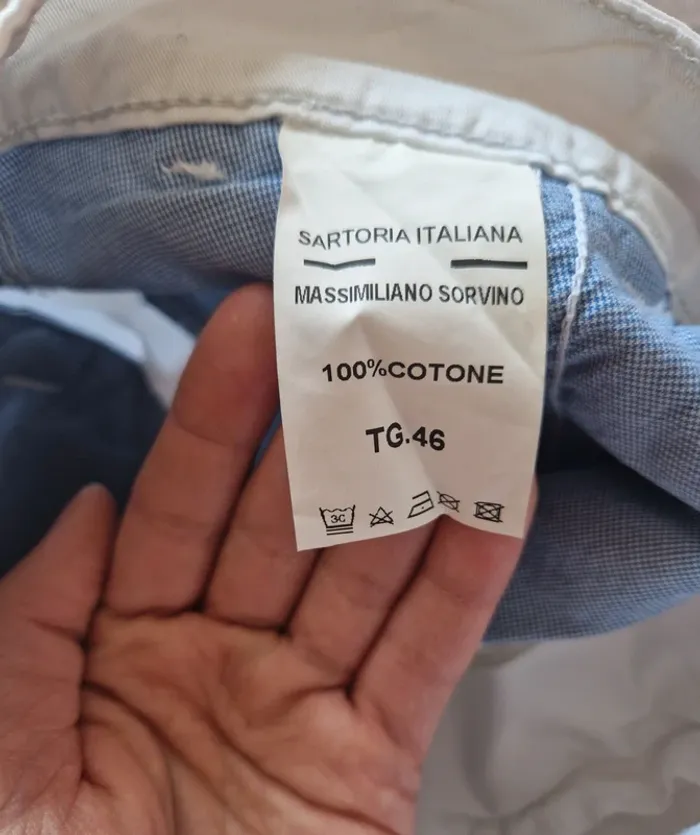 SARTORIA ITALIANA
MASSIMILIANO SORVINO
100%COTONE
TG.46